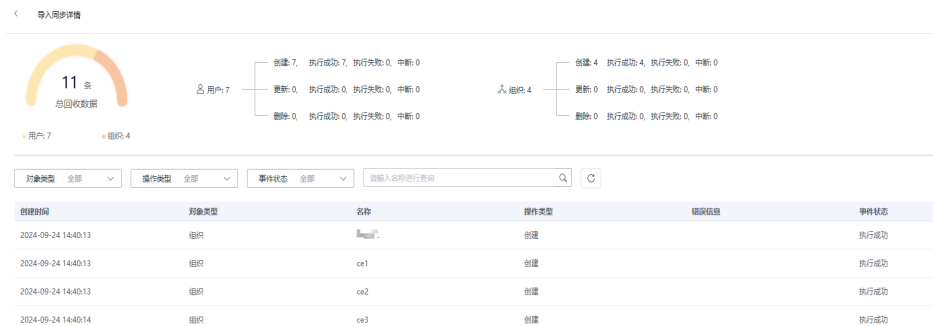 导入同步详情
11 条
总回收数据
用户: 7 组织: 4
用户: 7
创建: 7, 执行成功: 7, 执行失败: 0, 中断: 0
更新: 0, 执行成功: 0, 执行失败: 0, 中断: 0
删除: 0, 执行成功: 0, 执行失败: 0, 中断: 0
组织: 4
创建: 4 执行成功: 4, 执行失败: 0, 中断: 0
更新: 0 执行成功: 0, 执行失败: 0, 中断: 0
删除: 0 执行成功: 0, 执行失败: 0, 中断: 0
对象类型 全部 操作类型 全部 事件状态 全部 请输入名称进行查询
创建时间 对象类型 名称 操作类型 错误信息 事件状态
2024-09-24 14:40:13 组织 创建 执行成功
2024-09-24 14:40:13 组织 ce1 创建 执行成功
2024-09-24 14:40:13 组织 ce2 创建 执行成功
2024-09-24 14:40:14 组织 ce3 创建 执行成功